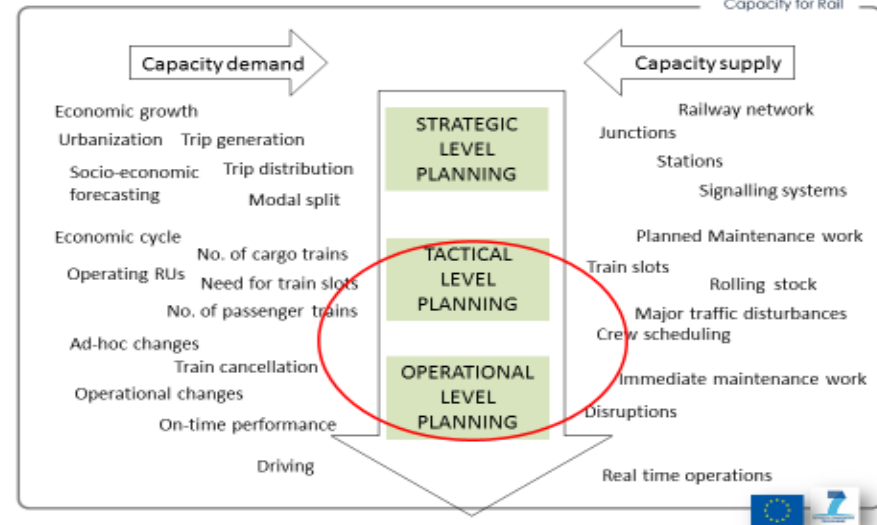 Capacity for Rail
Capacity demand
Capacity supply
Economic growth
Urbanization Trip generation
Socio-economic
forecasting
Trip distribution
Modal split
Economic cycle
No. of cargo trains
Operating RUs
Need for train slots
No. of passenger trains
Ad-hoc changes
Train cancellation
Operational changes
On-time performance
Driving
STRATEGIC
LEVEL
PLANNING
TACTICAL
LEVEL
PLANNING
OPERATIONAL
LEVEL
PLANNING
Railway network
Junctions
Stations
Signalling systems
Planned Maintenance work
Train slots
Rolling stock
Major traffic disturbances
Crew scheduling
Immediate maintenance work
Disruptions
Real time operations